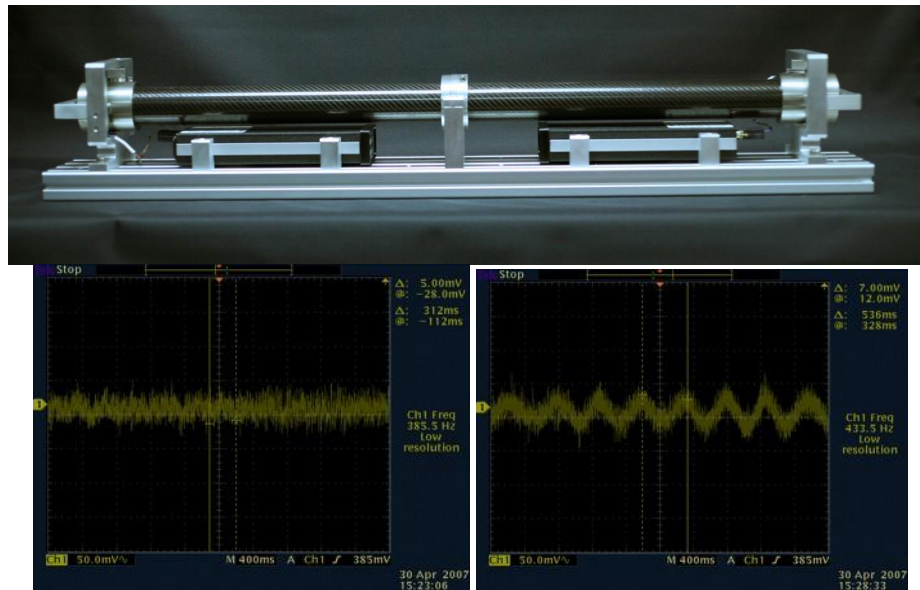 Stop
Δ: 5.00mV
@: -28.0mV
Δ: 312ms
@: -112ms
1
Ch1 Freq
385.5 Hz
Low
resolution
Ch1 50.0mV∿ M 400ms A Ch1 ƒ 385mV
30 Apr 2007
15:23:06
Stop
Δ: 7.00mV
@: 12.0mV
Δ: 536ms
@: 328ms
1
Ch1 Freq
433.5 Hz
Low
resolution
Ch1 50.0mV∿ M 400ms A Ch1 ƒ 385mV
30 Apr 2007
15:28:33